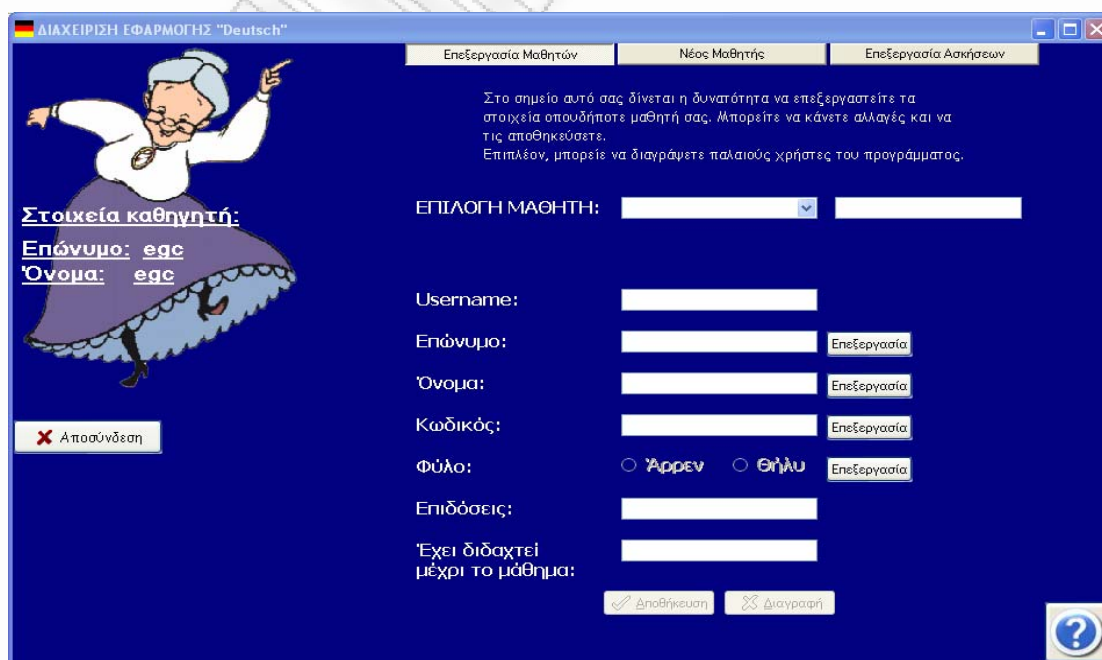 ΔΙΑΧΕΙΡΙΣΗ ΕΦΑΡΜΟΓΗΣ "Deutsch"
Επεξεργασία Μαθητών
Νέος Μαθητής
Επεξεργασία Ασκήσεων
Στο σημείο αυτό σας δίνεται η δυνατότητα να επεξεργαστείτε τα
στοιχεία οπουδήποτε μαθητή σας. Μπορείτε να κάνετε αλλαγές και να
τις αποθηκεύσετε.
Επιπλέον, μπορείς να διαγράψετε παλαιούς χρήστες του προγράμματος.
Στοιχεία καθηγητή:
Επώνυμο: egc
Όνομα: egc
Αποσύνδεση
ΕΠΙΛΟΓΗ ΜΑΘΗΤΗ:
Username:
Επώνυμο:
Επεξεργασία
Όνομα:
Επεξεργασία
Κωδικός:
Επεξεργασία
Φύλο:
Άρρεν
Θήλυ
Επεξεργασία
Επιδόσεις:
Έχει διδαχτεί
μέχρι το μάθημα:
Αποθήκευση
Διαγραφή
?